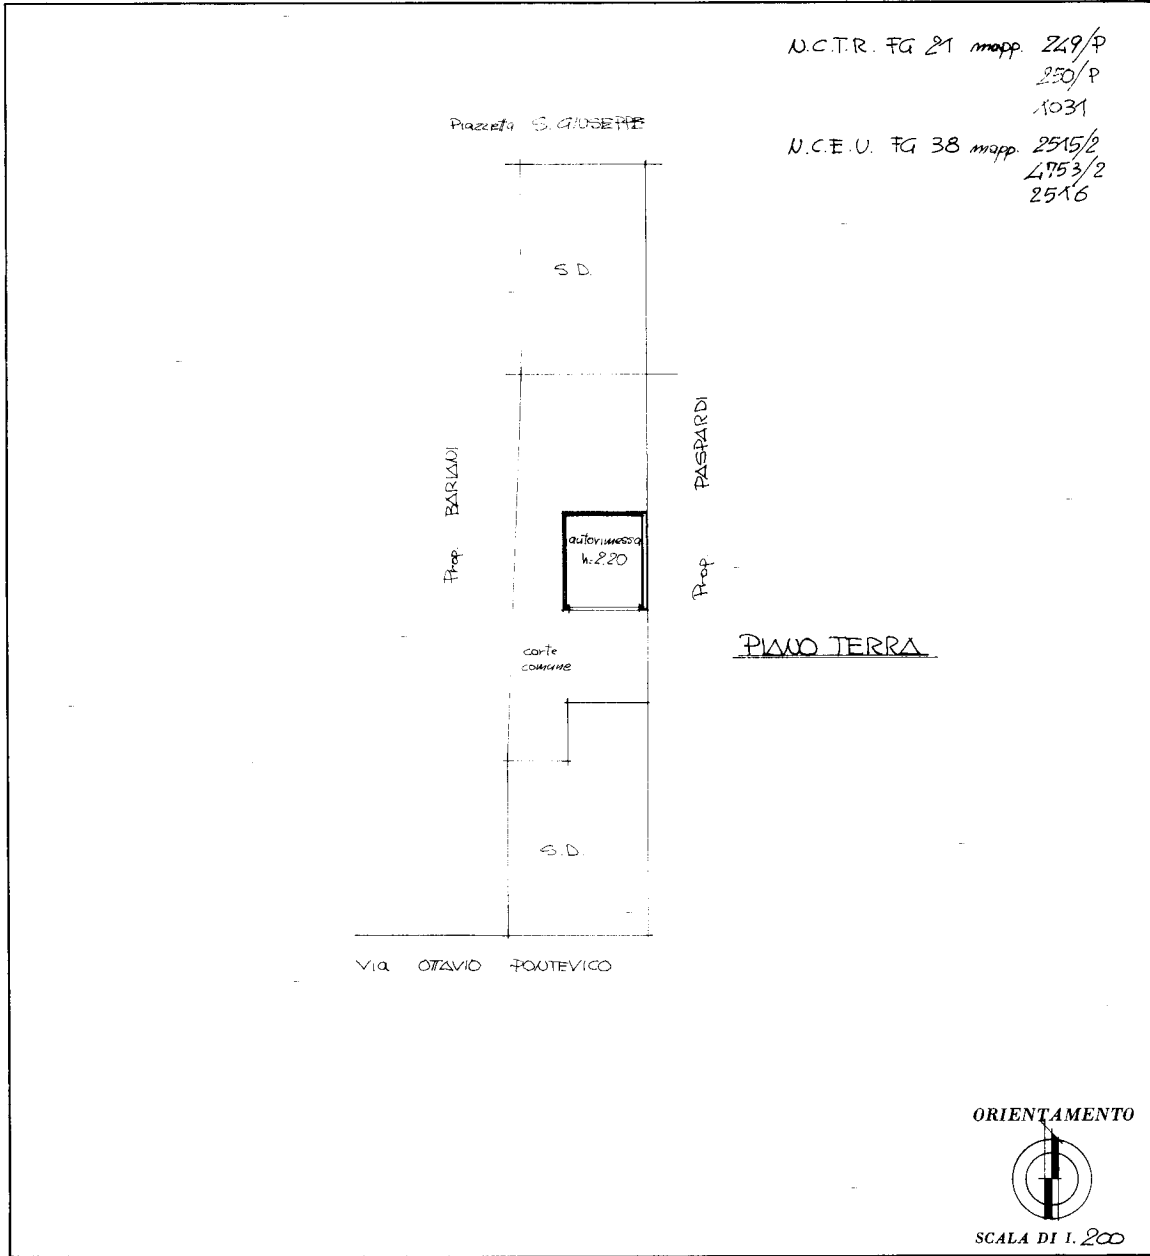 N.C.T.R. FG 21 mapp. 249/P
250/P
1031
N.C.E.U. FG 38 mapp. 2515/2
4753/2
2516
Piazzetta S. GIUSEPPE
S.D.
Prop. BARIANI
Prop. PASPARDI
autorimessa
h=2.20
corte
comune
PIANO TERRA
S.D.
Via OTTAVIO PONTEVICO
ORIENTAMENTO
SCALA DI 1. 200